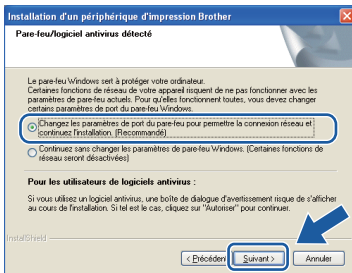 Installation d'un périphérique d'impression Brother
Pare-feu/logiciel antivirus détecté
Le pare-feu Windows sert à protéger votre ordinateur.
Certaines fonctions de réseau de votre appareil risquent de ne pas fonctionner avec les
paramètres de pare-feu actuels. Pour qu'elles fonctionnent toutes, vous devez changer
certains paramètres de port du pare-feu Windows.
Changez les paramètres de port du pare-feu pour permettre la connexion réseau et
continuez l'installation. (Recommandé)
Continuez sans changer les paramètres de pare-feu Windows. (Certaines fonctions de
réseau seront désactivées)
Pour les utilisateurs de logiciels antivirus :
Si vous utilisez un logiciel antivirus, une boîte de dialogue d'avertissement risque de s'afficher
au cours de l'installation. Si tel est le cas, cliquez sur "Autoriser" pour continuer.
InstallShield
< Précédent Suivant > Annuler